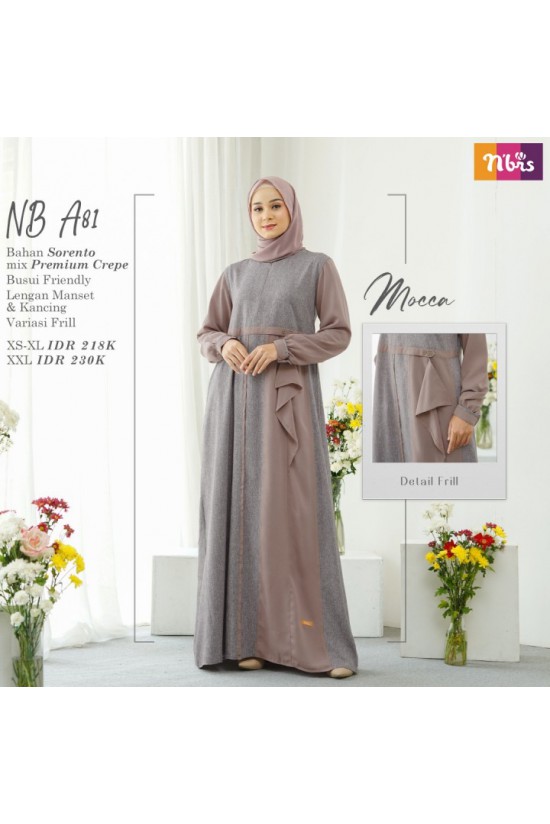 N'brs
NB A81
Bahan Sorento
mix Premium Crepe
Busui Friendly
Lengan Manset
& Kancing
Variasi Frill
XS-XL IDR 218K
XXL IDR 230K
Mocca
Detail Frill